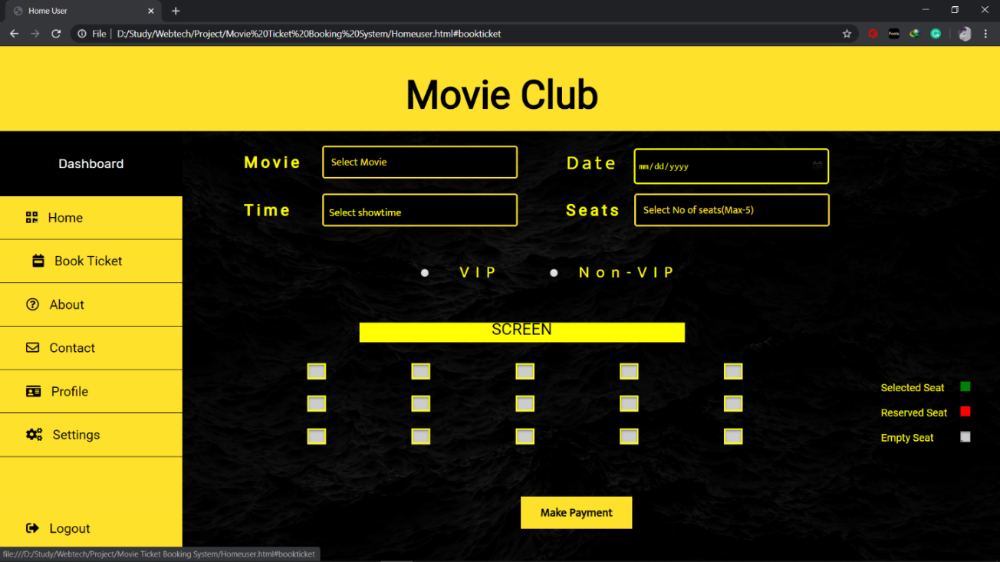 Home User
File
D:/Study/Webtech/Project/Movie%20Ticket%20Booking%20System/Homeuser.html#bookticket
Fonts
Movie Club
Dashboard
Home
Book Ticket
About
Contact
Profile
Settings
Logout
Movie
Select Movie
Date
mm/dd/yyyy
Time
Select showtime
Seats
Select No of seats(Max-5)
VIP
Non-VIP
SCREEN
Selected Seat
Reserved Seat
Empty Seat
Make Payment
file:///D:/Study/Webtech/Project/Movie Ticket Booking System/Homeuser.html#bookticket